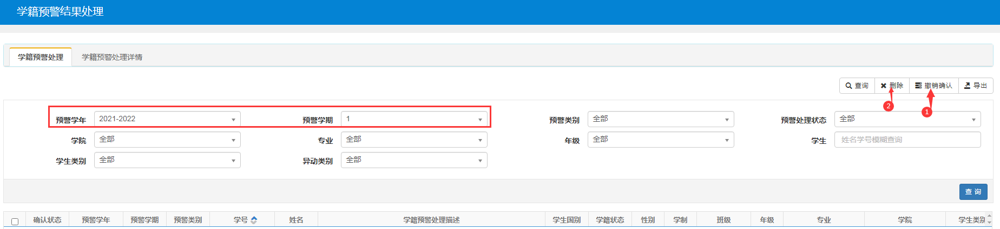 学籍预警结果处理
学籍预警处理 学籍预警处理详情
查询 删除 撤销确认 导出
2 1
预警学年 2021-2022 预警学期 1 预警类别 全部 预警处理状态 全部
学院 全部 专业 全部 年级 全部 学生 姓名学号模糊查询
学生类别 全部 异动类别 全部
查 询
确认状态 预警学年 预警学期 预警类别 学号 姓名 学籍预警处理描述 学生国别 学籍状态 性别 学制 班级 年级 专业 学院 学生类别